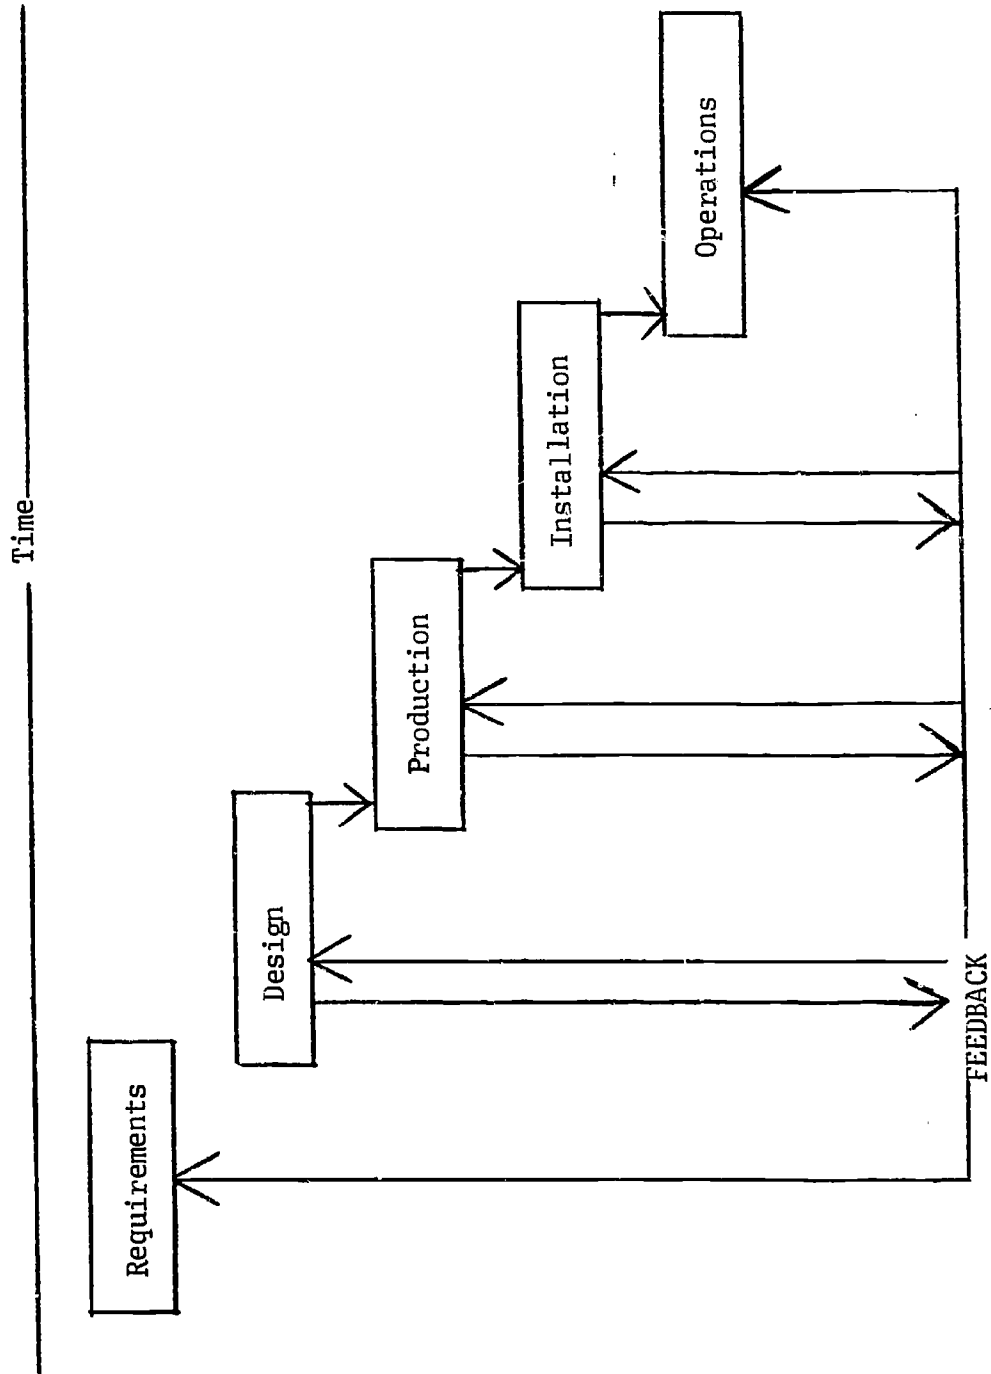 Time
Requirements
Design
Production
Installation
Operations
FEEDBACK